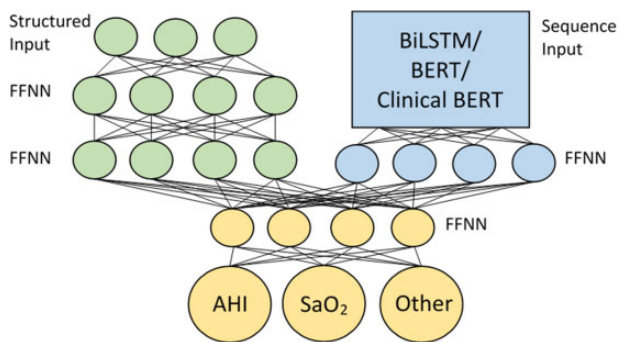 Structured
Input
BiLSTM/
BERT/
Clinical BERT
Sequence
Input
FFNN
FFNN
FFNN
FFNN
AHI
SaO₂
Other